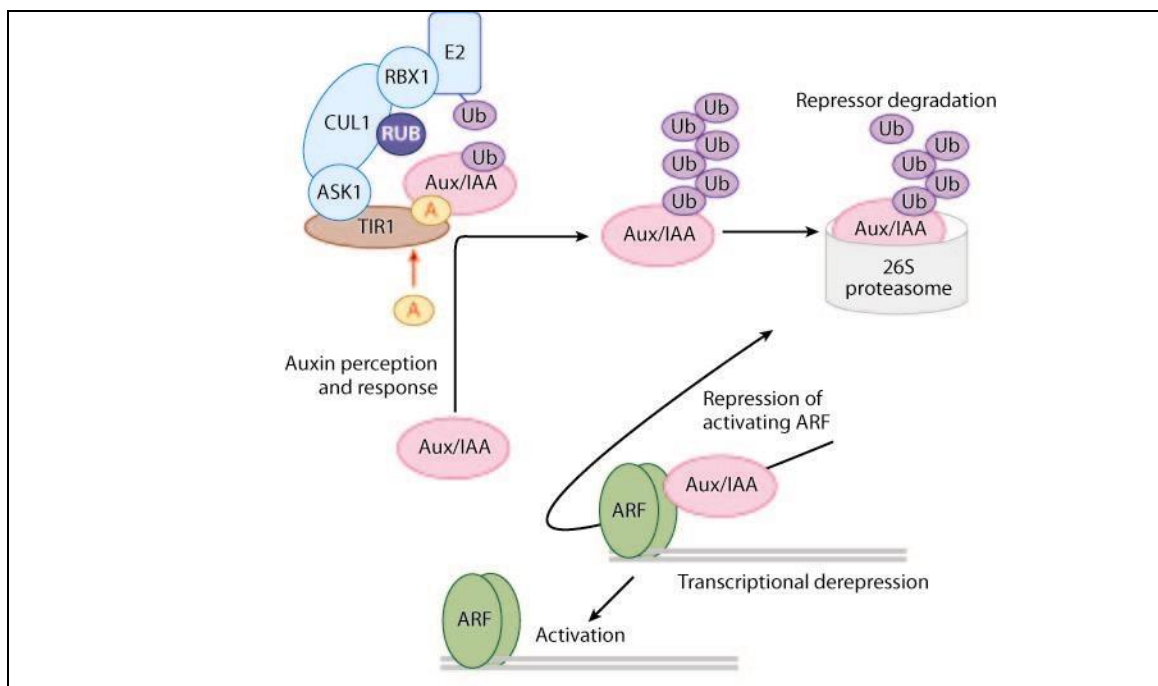 E2
RBX1
CUL1
RUB
Ub
Ub
Aux/IAA
ASK1
A
TIR1
A
Auxin perception
and response
Aux/IAA
Ub
Ub
Ub
Ub
Ub
Ub
Aux/IAA
Repressor degradation
Ub
Ub
Ub
Ub
Ub
Ub
Aux/IAA
26S
proteasome
Repression of
activating ARF
Aux/IAA
ARF
Transcriptional derepression
ARF
Activation